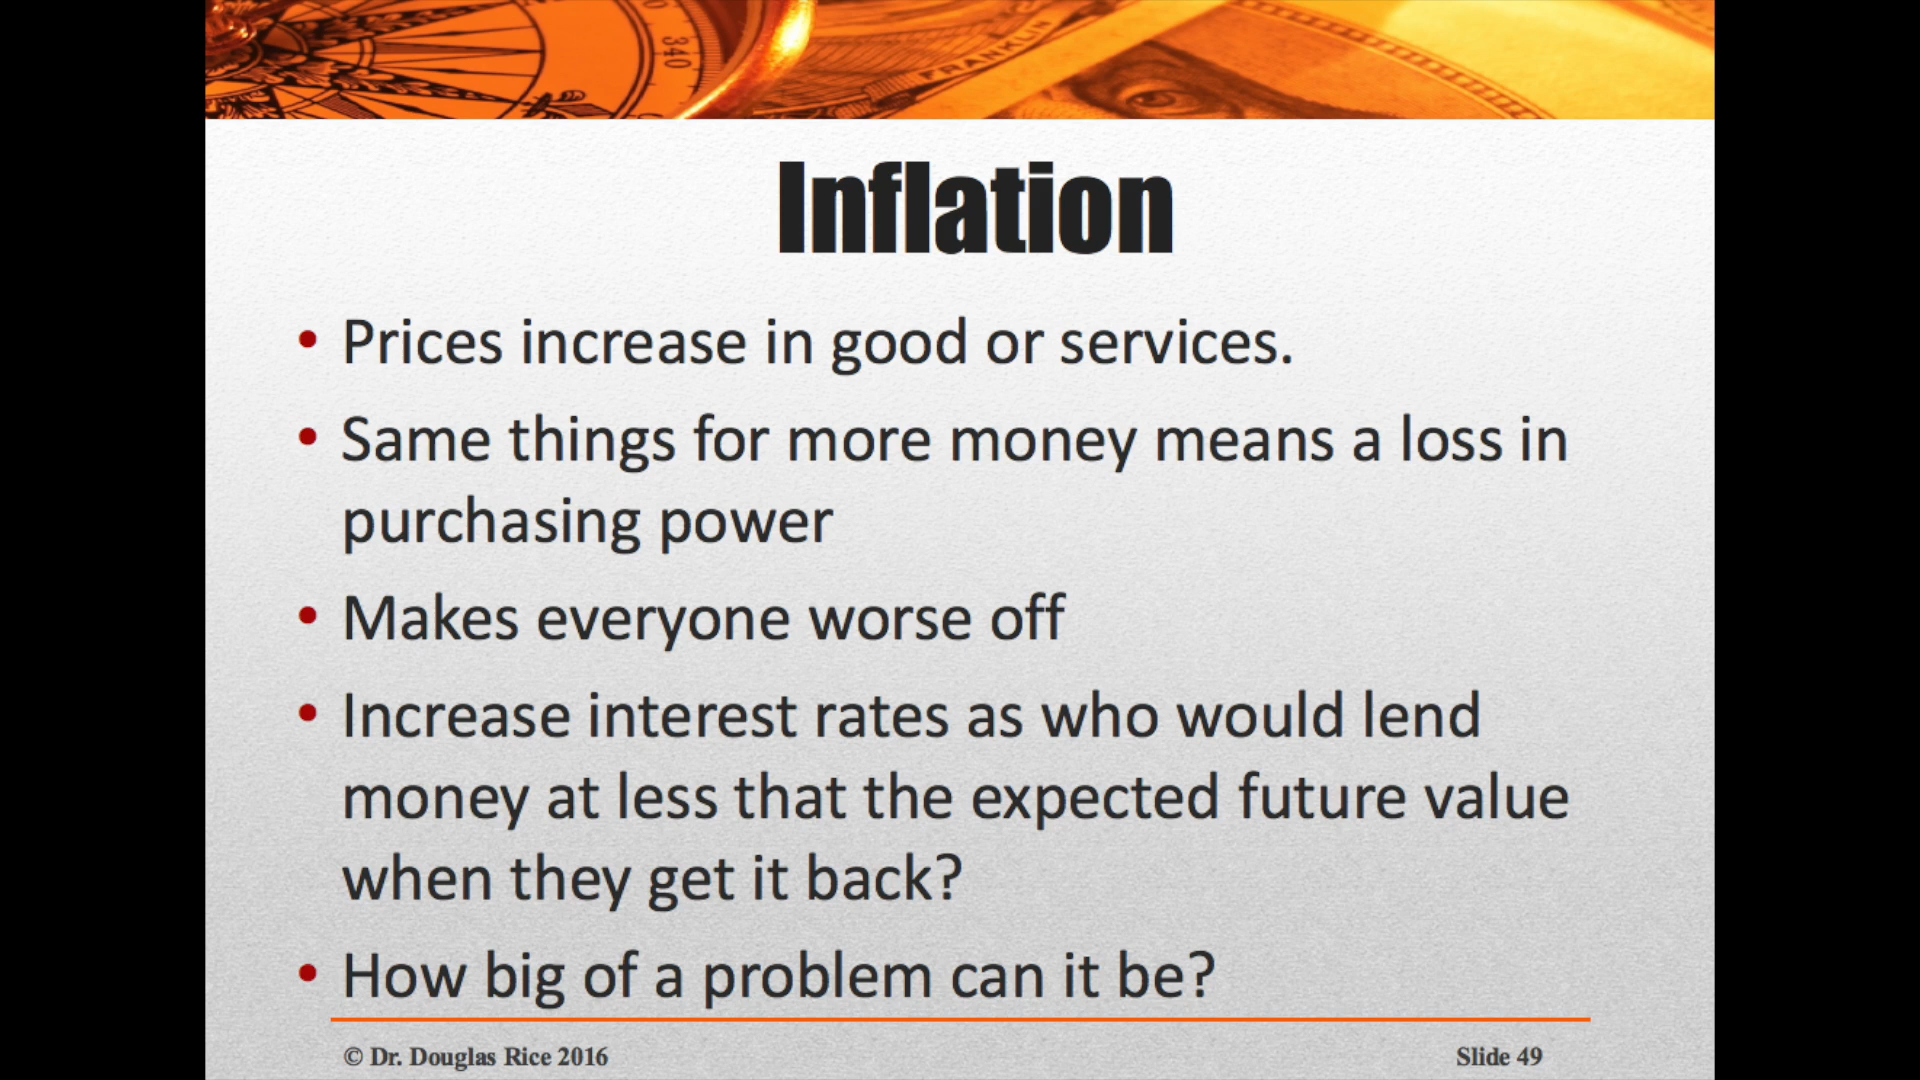 340
FRANKLIN
Inflation
• Prices increase in good or services.
• Same things for more money means a loss in
purchasing power
• Makes everyone worse off
• Increase interest rates as who would lend
money at less that the expected future value
when they get it back?
• How big of a problem can it be?
© Dr. Douglas Rice 2016
Slide 49